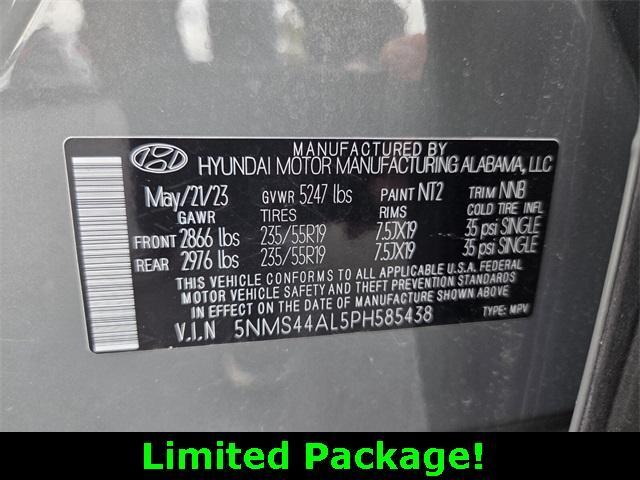 MANUFACTURED BY
HYUNDAI MOTOR MANUFACTURING ALABAMA, LLC
May/21/23 GVWR 5247 lbs PAINT NT2 TRIM NNB
GAWR TIRES RIMS COLD TIRE INFL
FRONT 2866 lbs 235/55R19 7.5JX19 35 psi SINGLE
REAR 2976 lbs 235/55R19 7.5JX19 35 psi SINGLE
THIS VEHICLE CONFORMS TO ALL APPLICABLE U.S.A. FEDERAL
MOTOR VEHICLE SAFETY AND THEFT PREVENTION STANDARDS
IN EFFECT ON THE DATE OF MANUFACTURE SHOWN ABOVE.
V.I.N 5NMS44AL5PH585438 TYPE: MPV
Limited Package!